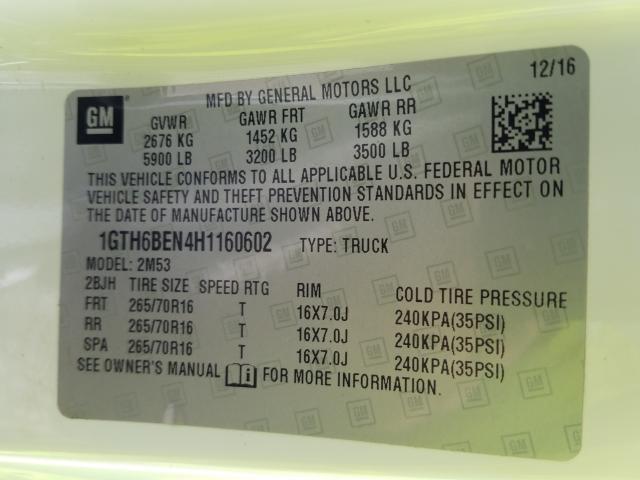 12/16
MFD BY GENERAL MOTORS LLC
GM
GVWR GAWR FRT GAWR RR
2676 KG 1452 KG 1588 KG
5900 LB 3200 LB 3500 LB
THIS VEHICLE CONFORMS TO ALL APPLICABLE U.S. FEDERAL MOTOR
VEHICLE SAFETY AND THEFT PREVENTION STANDARDS IN EFFECT ON
THE DATE OF MANUFACTURE SHOWN ABOVE.
1GTH6BEN4H1160602 TYPE: TRUCK
MODEL: 2M53
2BJH TIRE SIZE SPEED RTG RIM COLD TIRE PRESSURE
FRT 265/70R16 T 16X7.0J 240KPA(35PSI)
RR 265/70R16 T 16X7.0J 240KPA(35PSI)
SPA 265/70R16 T 16X7.0J 240KPA(35PSI)
SEE OWNER'S MANUAL FOR MORE INFORMATION.